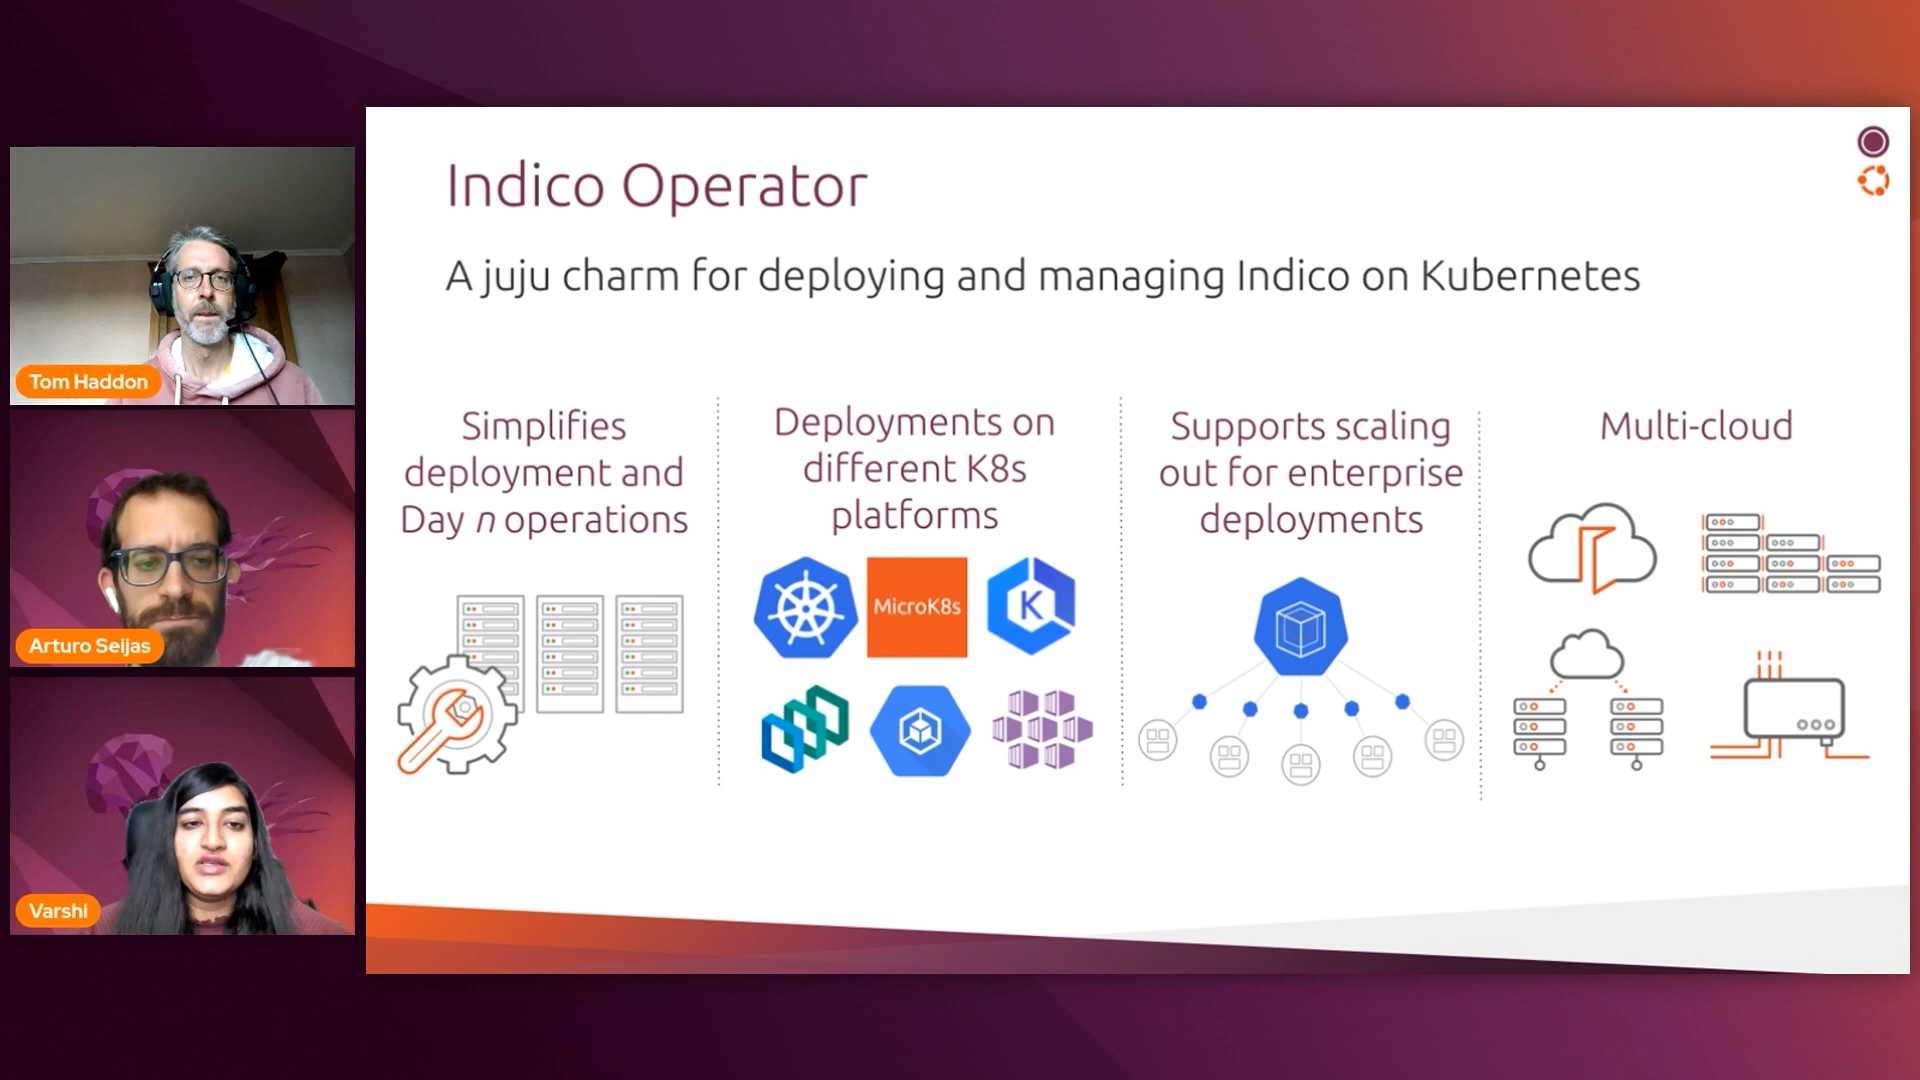 Indico Operator
A juju charm for deploying and managing Indico on Kubernetes
Simplifies
deployment and
Day n operations
Deployments on
different K8s
platforms
MicroK8s
K
Supports scaling
out for enterprise
deployments
Multi-cloud
Tom Haddon
Arturo Seijas
Varshi